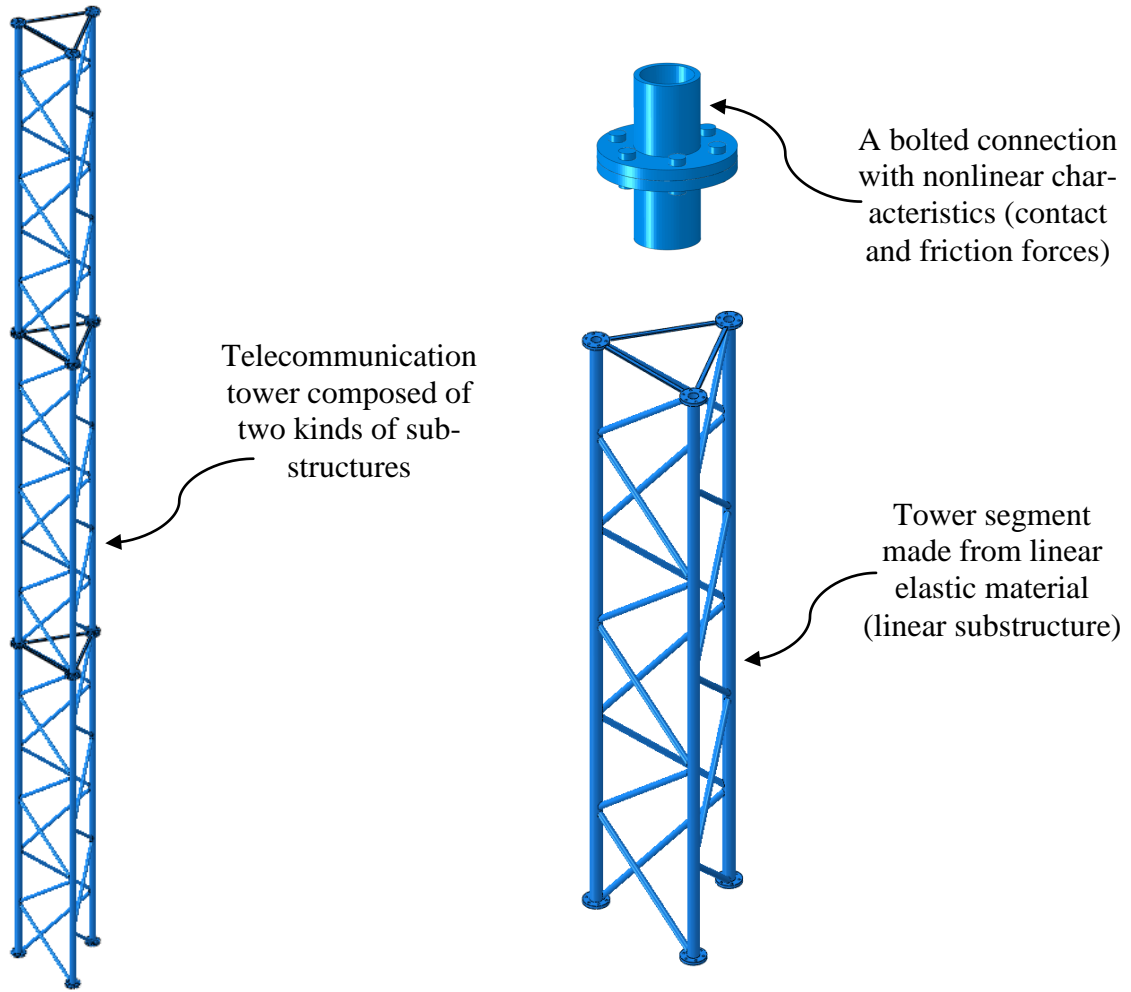 Telecommunication
tower composed of
two kinds of sub-
structures
A bolted connection
with nonlinear char-
acteristics (contact
and friction forces)
Tower segment
made from linear
elastic material
(linear substructure)